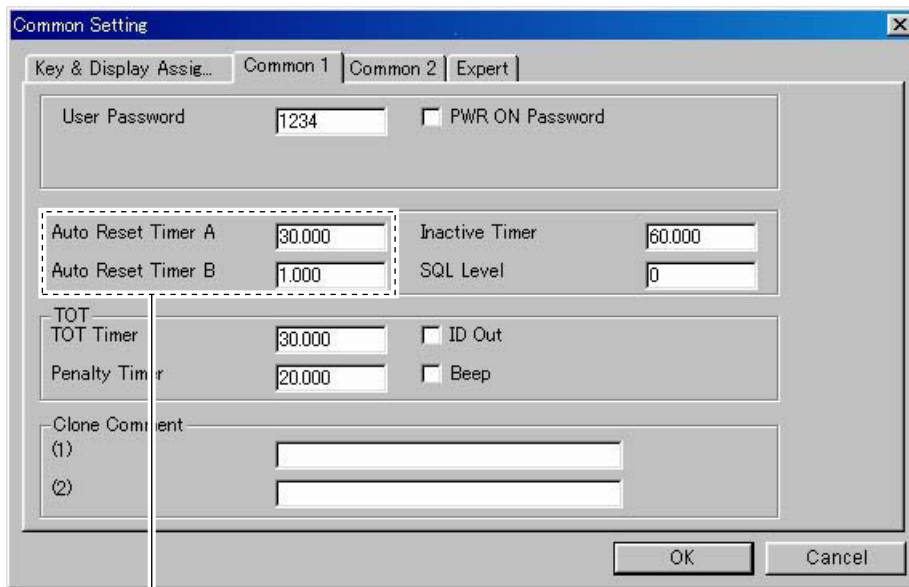 Common Setting
Key & Display Assig... Common 1 Common 2 Expert
User Password 1234 PWR ON Password
Auto Reset Timer A 30.000 Inactive Timer 60.000
Auto Reset Timer B 1.000 SQL Level 0
TOT
TOT Timer 30.000 ID Out
Penalty Timer 20.000 Beep
Clone Comment
(1)
(2)
OK Cancel